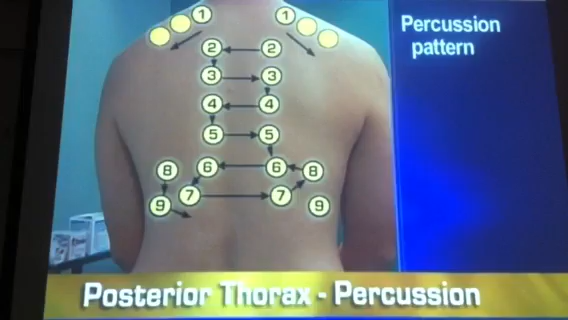 Percussion
pattern
1 1
2 2
3 3
4 4
5 5
8 6 6 8
9 7 7 9
Posterior Thorax - Percussion